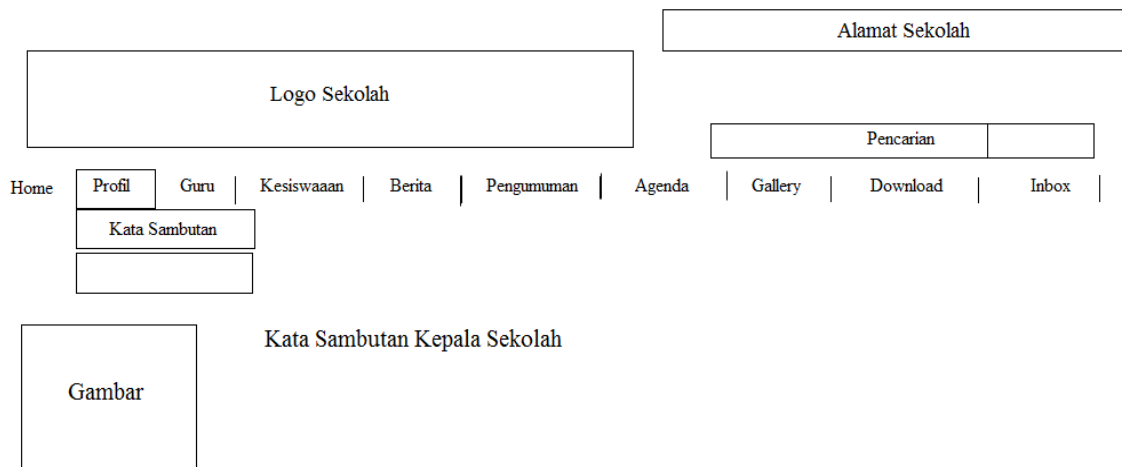 Alamat Sekolah
Logo Sekolah
Pencarian
Home Profil Guru Kesiswaaan Berita Pengumuman Agenda Gallery Download Inbox
Kata Sambutan
Kata Sambutan Kepala Sekolah
Gambar